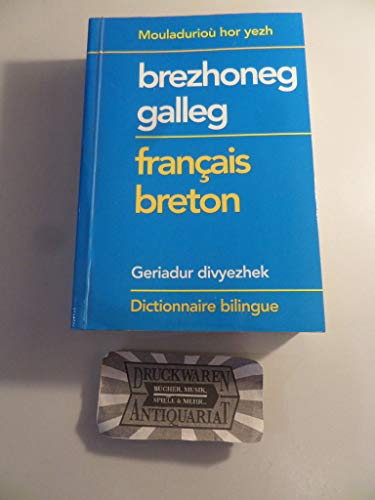 Mouladurioù hor yezh
brezhoneg
galleg
français
breton
Geriadur divyezhek
Dictionnaire bilingue
DRUCKWAREN
BÜCHER, MUSIK,
SPIELE & MEHR...
ANTIQUARIAT